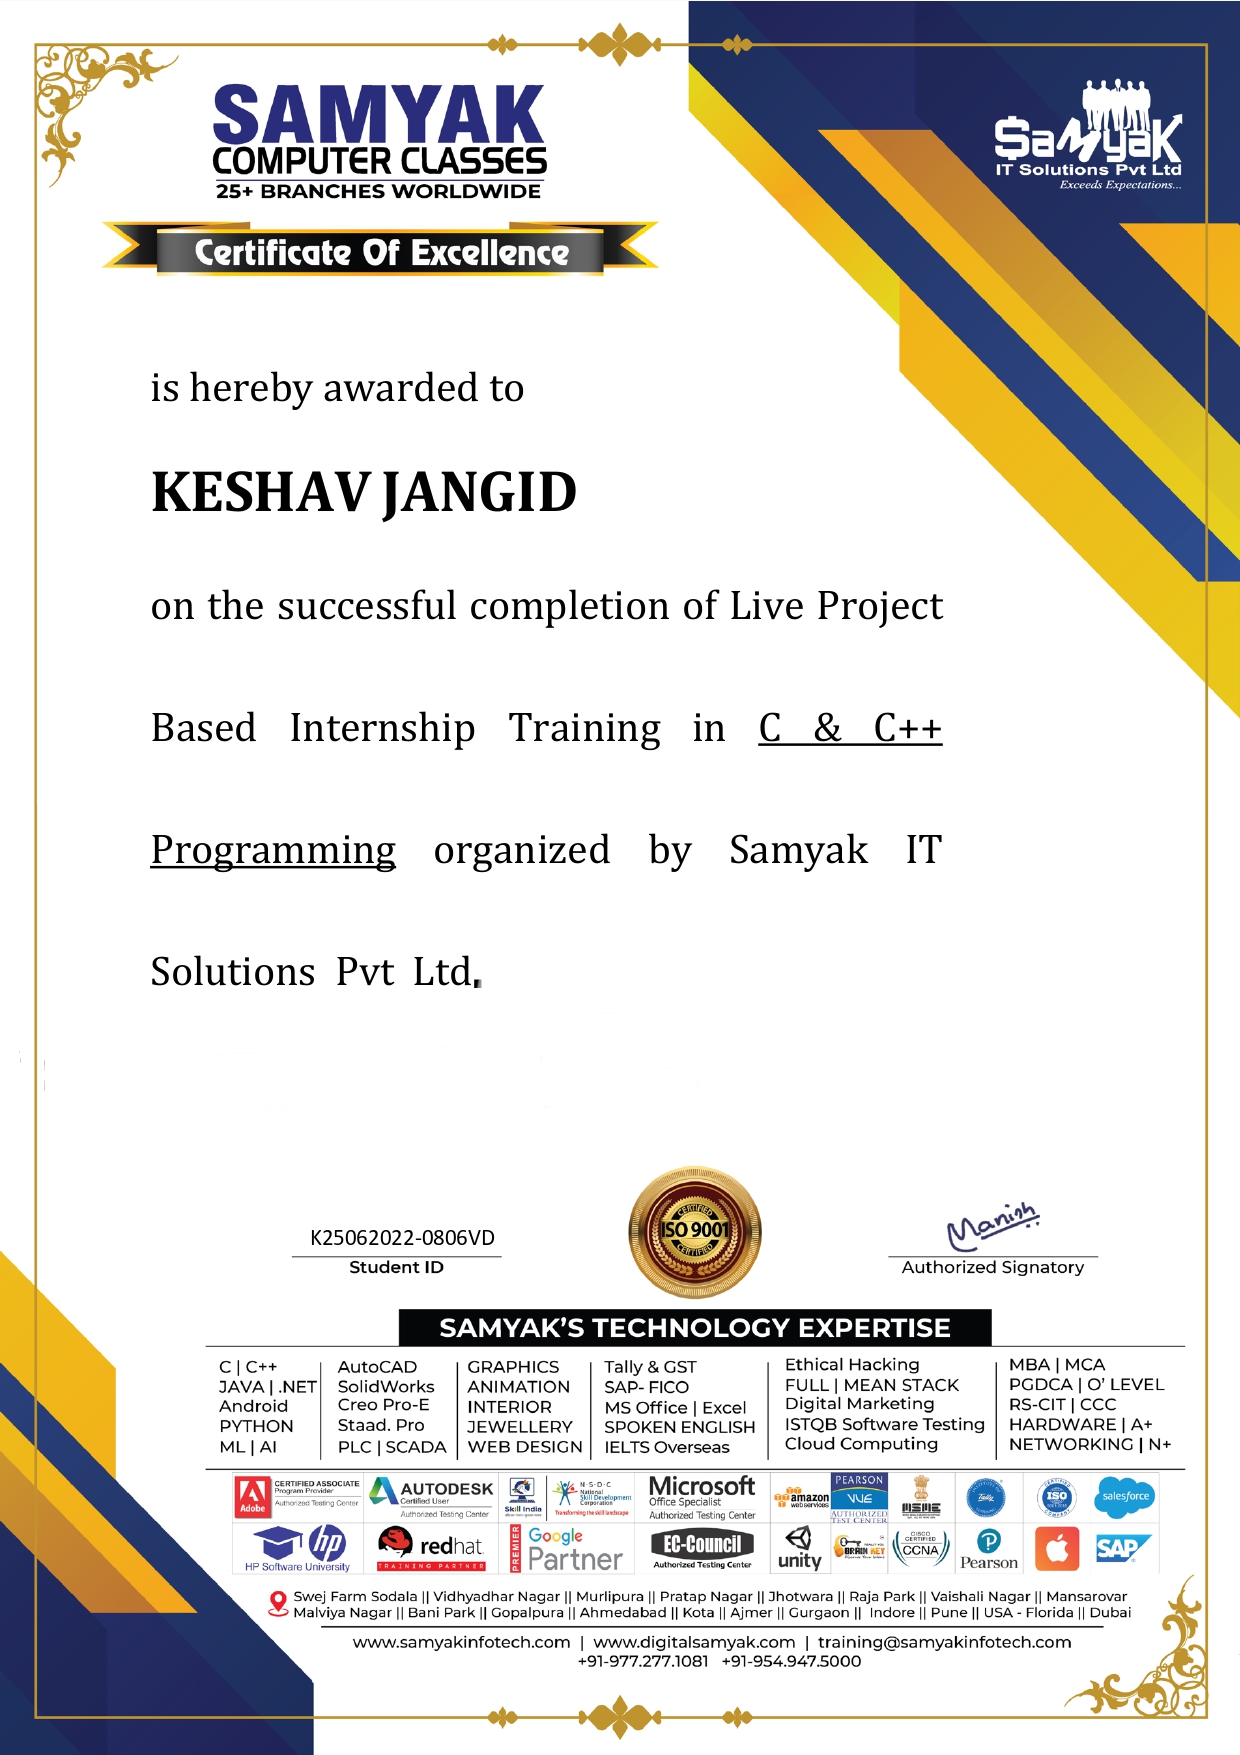 SAMYAK
COMPUTER CLASSES
25+ BRANCHES WORLDWIDE
SaMyaK
IT Solutions Pvt Ltd
Exceeds Expectations...
Certificate Of Excellence
is hereby awarded to
KESHAV JANGID
on the successful completion of Live Project
Based Internship Training in C & C++
Programming organized by Samyak IT
Solutions Pvt Ltd.
K25062022-0806VD
Student ID
CERTIFIED
ISO 9001
CERTIFIED
Manish
Authorized Signatory
SAMYAK'S TECHNOLOGY EXPERTISE
C | C++
JAVA | .NET
Android
PYTHON
ML | AI
AutoCAD
SolidWorks
Creo Pro-E
Staad. Pro
PLC | SCADA
GRAPHICS
ANIMATION
INTERIOR
JEWELLERY
WEB DESIGN
Tally & GST
SAP- FICO
MS Office | Excel
SPOKEN ENGLISH
IELTS Overseas
Ethical Hacking
FULL | MEAN STACK
Digital Marketing
ISTQB Software Testing
Cloud Computing
MBA | MCA
PGDCA | O' LEVEL
RS-CIT | CCC
HARDWARE | A+
NETWORKING | N+
Adobe
CERTIFIED ASSOCIATE
Program Provider
Authorized Testing Center
AUTODESK
Certified User
Authorized Testing Center
Skill India
N·S·D·C
National
Skill Development
Corporation
Transforming the skill landscape
Microsoft
Office Specialist
Authorized Testing Center
amazon
web services
PEARSON
VUE
AUTHORIZED
TEST CENTER
MSME
Tally
ISO
salesforce
hp
HP Software University
redhat.
TRAINING PARTNER
PREMIER
Google
Partner
EC-Council
Authorized Testing Center
unity
BRAIN KEY
CISCO
CERTIFIED
CCNA
Pearson
SAP
Swej Farm Sodala || Vidhyadhar Nagar || Murlipura || Pratap Nagar || Jhotwara || Raja Park || Vaishali Nagar || Mansarovar
Malviya Nagar || Bani Park || Gopalpura || Ahmedabad || Kota || Ajmer || Gurgaon || Indore || Pune || USA - Florida || Dubai
www.samyakinfotech.com | www.digitalsamyak.com | training@samyakinfotech.com
+91-977.277.1081 +91-954.947.5000